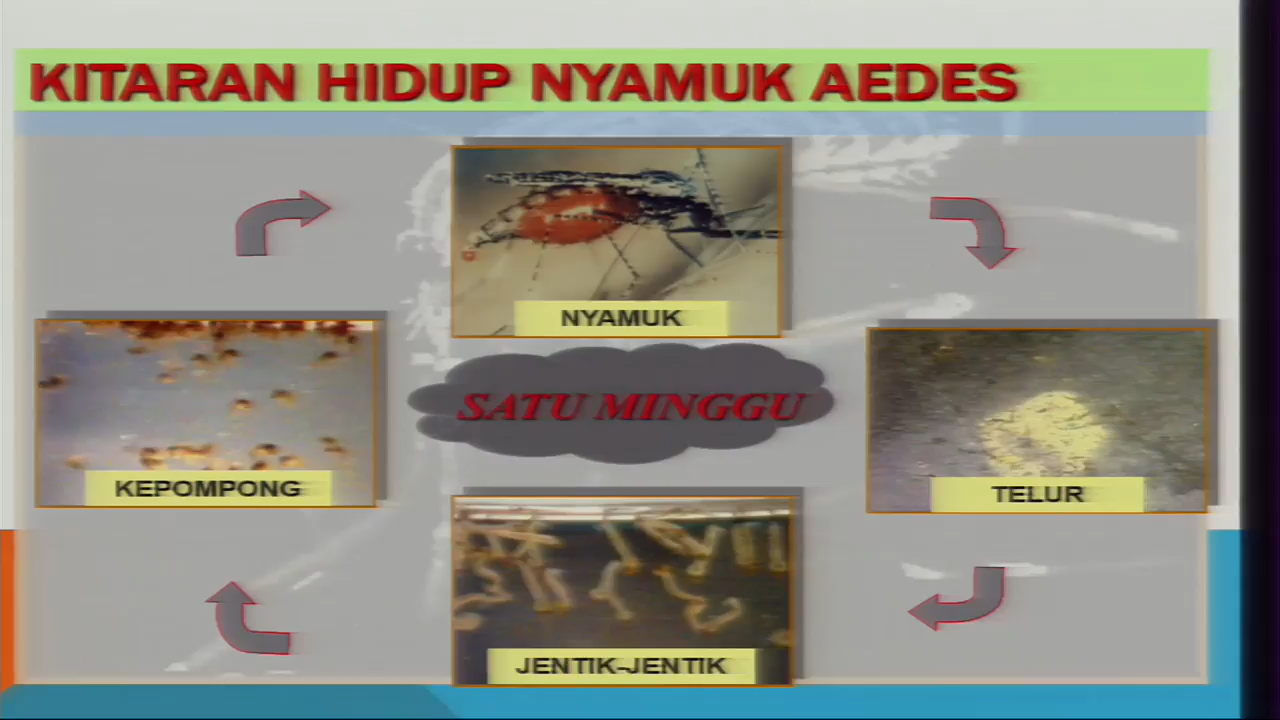 KITARAN HIDUP NYAMUK AEDES
NYAMUK
SATU MINGGU
KEPOMPONG
TELUR
JENTIK-JENTIK